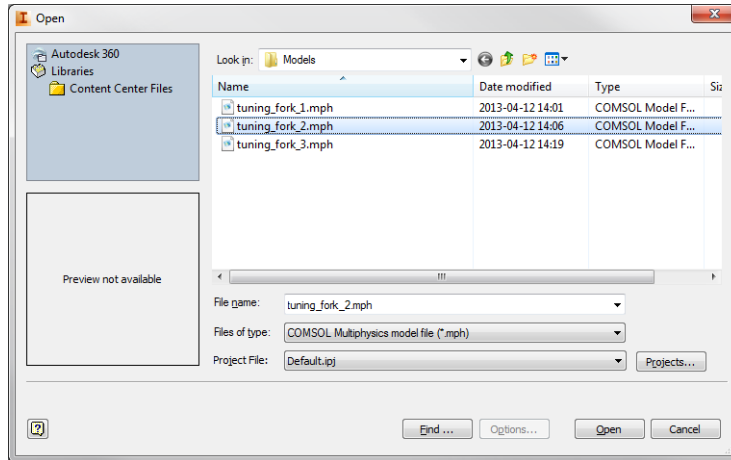 Open
Autodesk 360
Libraries
Content Center Files
Look in: Models
Name Date modified Type Siz
tuning_fork_1.mph 2013-04-12 14:01 COMSOL Model F...
tuning_fork_2.mph 2013-04-12 14:06 COMSOL Model F...
tuning_fork_3.mph 2013-04-12 14:19 COMSOL Model F...
Preview not available
File name: tuning_fork_2.mph
Files of type: COMSOL Multiphysics model file (*.mph)
Project File: Default.ipj Projects...
Find ... Options... Open Cancel